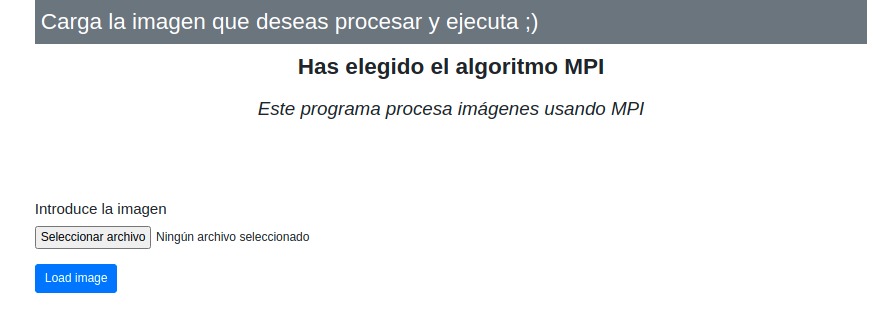 Carga la imagen que deseas procesar y ejecuta ;)
Has elegido el algoritmo MPI
Este programa procesa imágenes usando MPI
Introduce la imagen
Seleccionar archivo Ningún archivo seleccionado
Load image